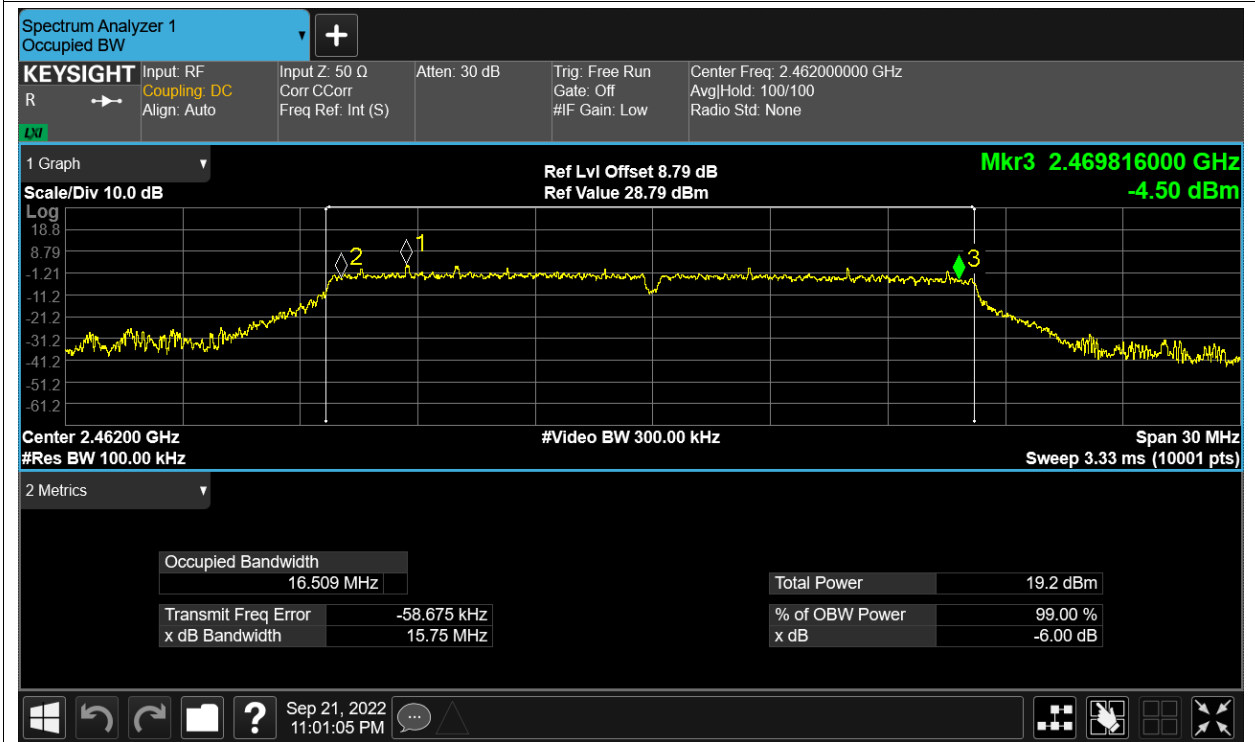 Spectrum Analyzer 1
Occupied BW
+
KEYSIGHT
R
LXI
Input: RF
Coupling: DC
Align: Auto
Input Z: 50 Ω
Corr CCorr
Freq Ref: Int (S)
Atten: 30 dB
Trig: Free Run
Gate: Off
#IF Gain: Low
Center Freq: 2.462000000 GHz
Avg|Hold: 100/100
Radio Std: None
1 Graph
Scale/Div 10.0 dB
Ref Lvl Offset 8.79 dB
Ref Value 28.79 dBm
Mkr3 2.469816000 GHz
-4.50 dBm
Log
18.8
8.79
-1.21
-11.2
-21.2
-31.2
-41.2
-51.2
-61.2
2
1
3
Center 2.46200 GHz
#Res BW 100.00 kHz
#Video BW 300.00 kHz
Span 30 MHz
Sweep 3.33 ms (10001 pts)
2 Metrics
Occupied Bandwidth
16.509 MHz
Transmit Freq Error -58.675 kHz
x dB Bandwidth 15.75 MHz
Total Power 19.2 dBm
% of OBW Power 99.00 %
x dB -6.00 dB
?
Sep 21, 2022
11:01:05 PM